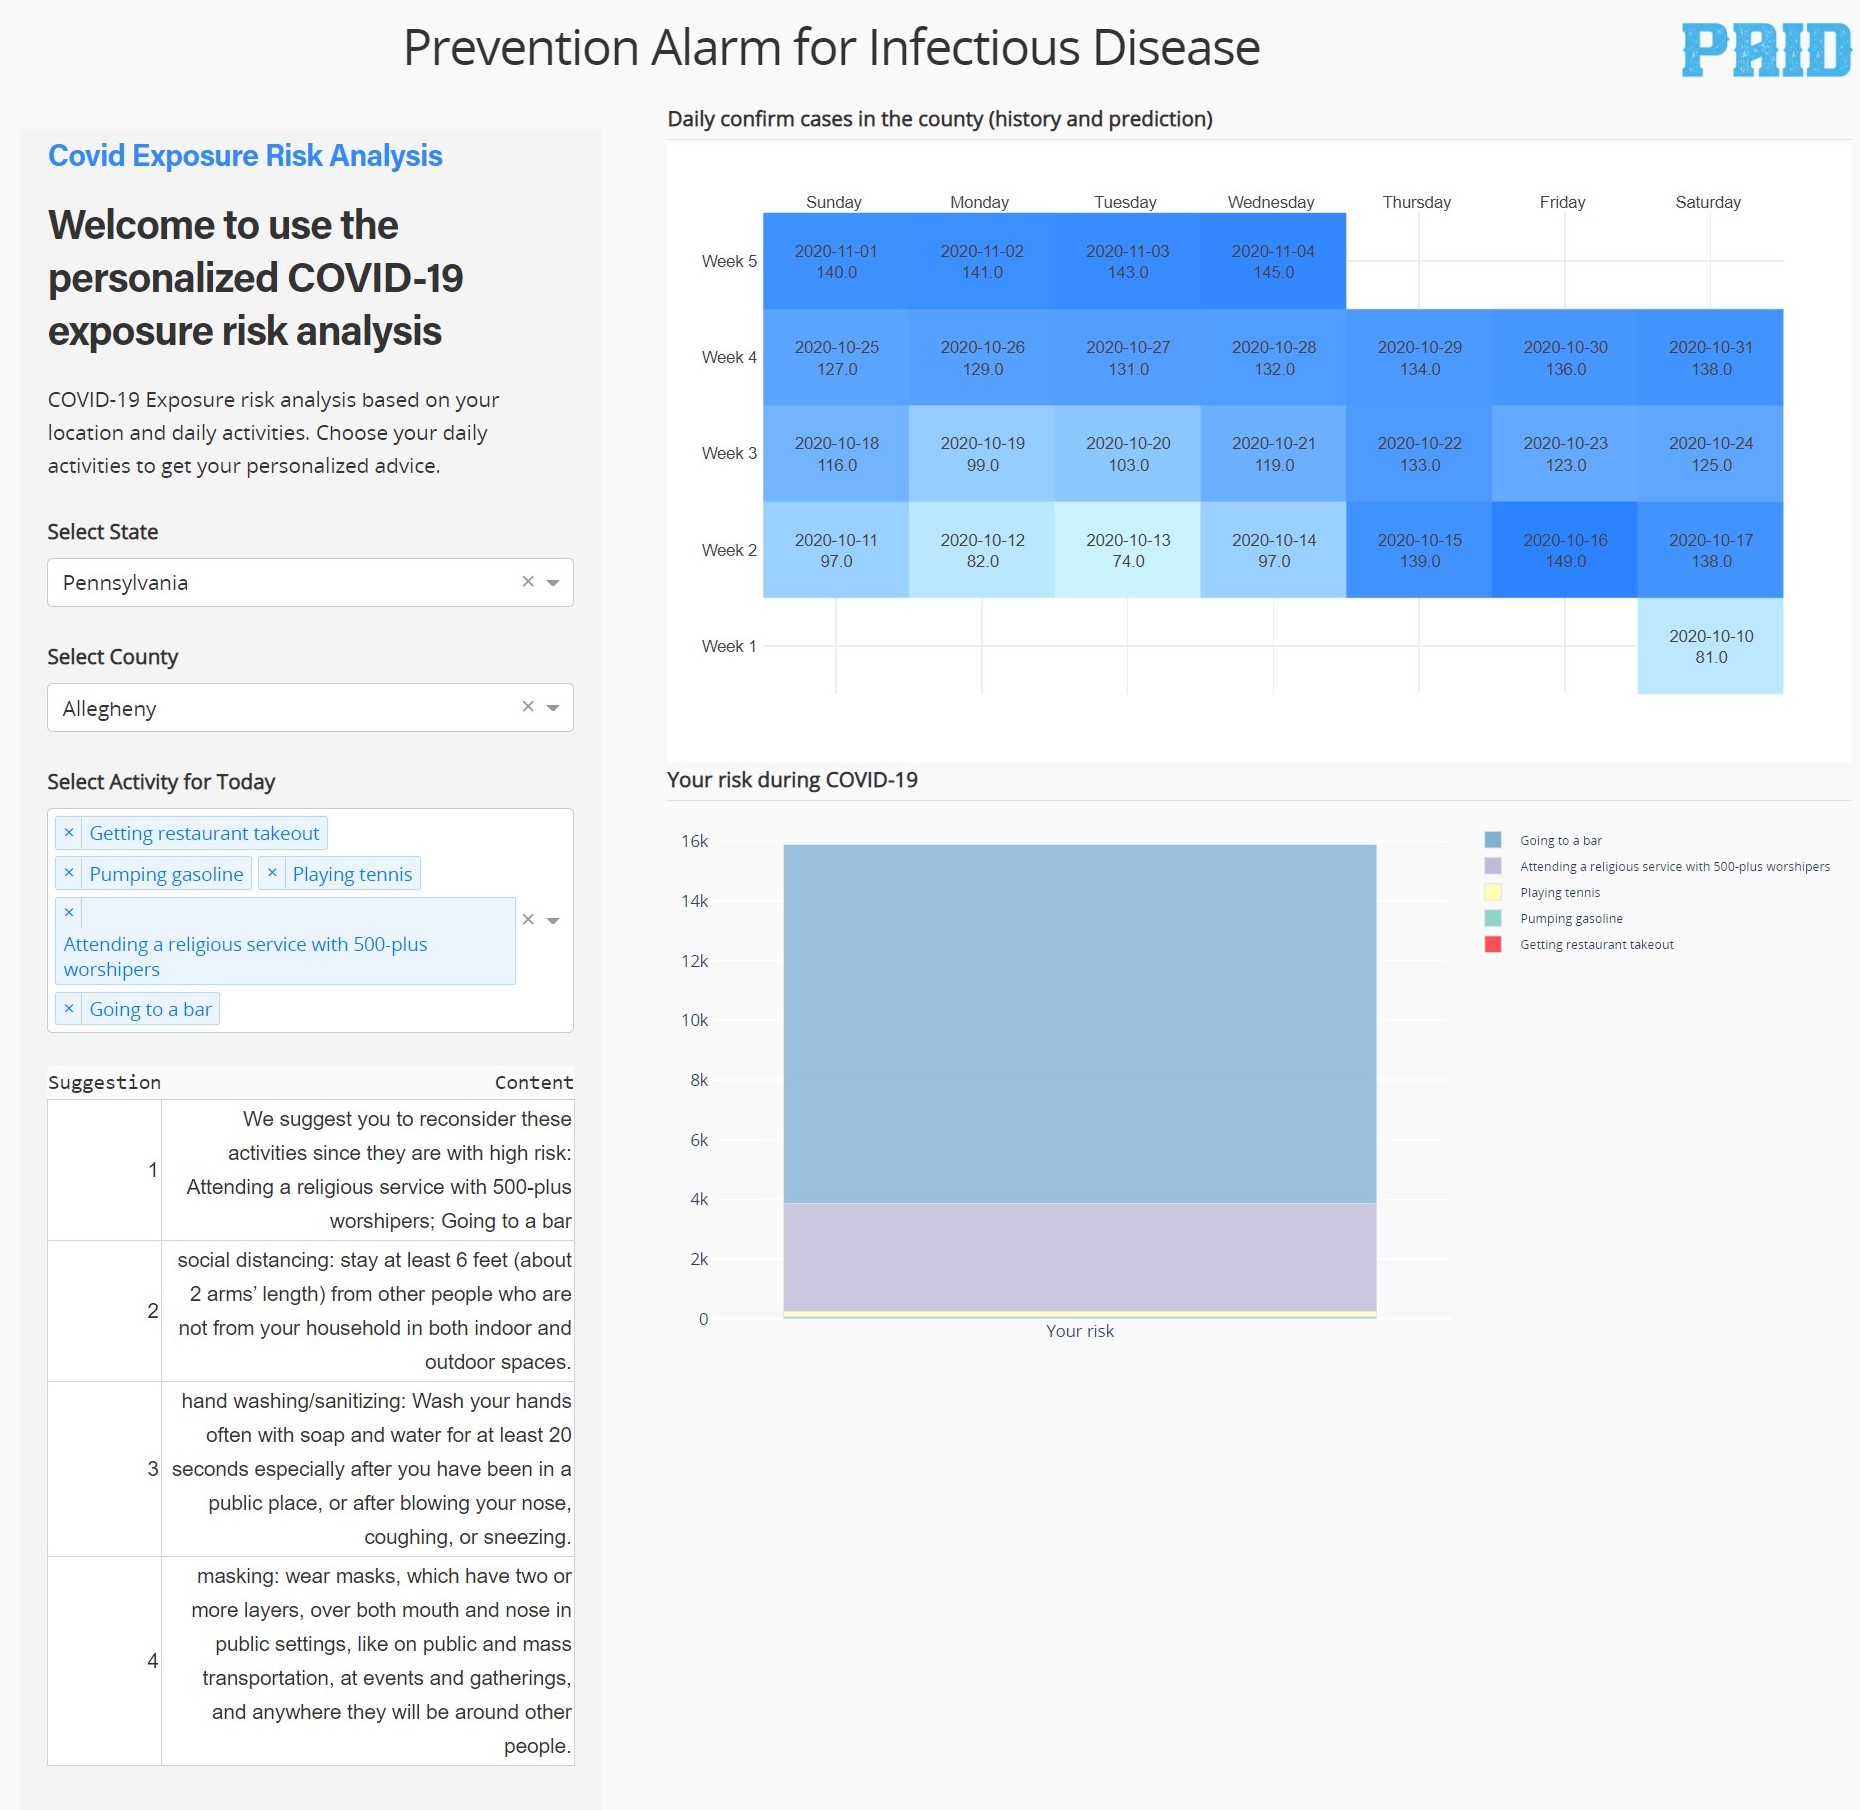 Prevention Alarm for Infectious Disease
PAID
Covid Exposure Risk Analysis
Welcome to use the
personalized COVID-19
exposure risk analysis
COVID-19 Exposure risk analysis based on your
location and daily activities. Choose your daily
activities to get your personalized advice.
Select State
Pennsylvania
Select County
Allegheny
Select Activity for Today
× Getting restaurant takeout
× Pumping gasoline × Playing tennis
×
Attending a religious service with 500-plus
worshipers
× Going to a bar
Suggestion Content
We suggest you to reconsider these
activities since they are with high risk:
1
Attending a religious service with 500-plus
worshipers; Going to a bar
social distancing: stay at least 6 feet (about
2 arms’ length) from other people who are
2
not from your household in both indoor and
outdoor spaces.
hand washing/sanitizing: Wash your hands
often with soap and water for at least 20
3 seconds especially after you have been in a
public place, or after blowing your nose,
coughing, or sneezing.
masking: wear masks, which have two or
more layers, over both mouth and nose in
public settings, like on public and mass
4
transportation, at events and gatherings,
and anywhere they will be around other
people.
Daily confirm cases in the county (history and prediction)
Sunday Monday Tuesday Wednesday Thursday Friday Saturday
Week 5
2020-11-01 2020-11-02 2020-11-03 2020-11-04
140.0 141.0 143.0 145.0
Week 4
2020-10-25 2020-10-26 2020-10-27 2020-10-28 2020-10-29 2020-10-30 2020-10-31
127.0 129.0 131.0 132.0 134.0 136.0 138.0
Week 3
2020-10-18 2020-10-19 2020-10-20 2020-10-21 2020-10-22 2020-10-23 2020-10-24
116.0 99.0 103.0 119.0 133.0 123.0 125.0
Week 2
2020-10-11 2020-10-12 2020-10-13 2020-10-14 2020-10-15 2020-10-16 2020-10-17
97.0 82.0 74.0 97.0 139.0 149.0 138.0
Week 1
2020-10-10
81.0
Your risk during COVID-19
16k
14k
12k
10k
8k
6k
4k
2k
0
Your risk
Going to a bar
Attending a religious service with 500-plus worshipers
Playing tennis
Pumping gasoline
Getting restaurant takeout